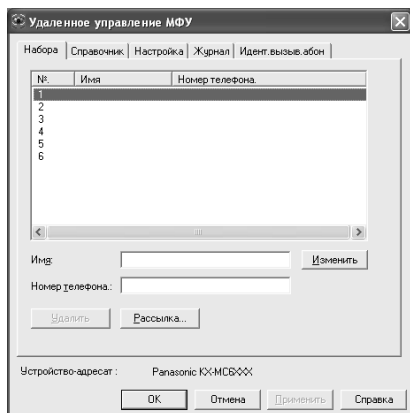 Удаленное управление МФУ
Набора Справочник Настройка Журнал Идент.вызыв.абон
№. Имя Номер телефона.
1
2
3
4
5
6
Имя:
Изменить
Номер телефона.:
Удалить Рассылка...
Устройство-адресат : Panasonic KX-MC6XXX
OK Отмена Применить Справка